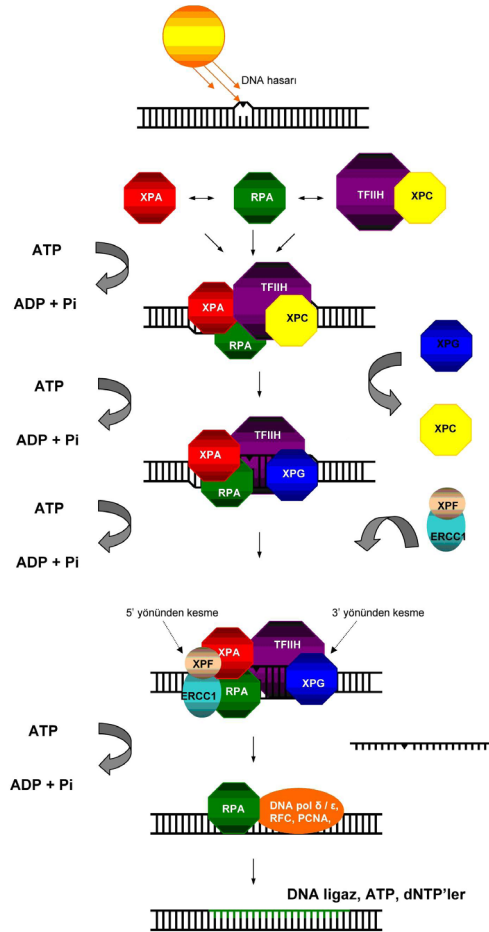 DNA hasarı
XPA
RPA
TFIIH
XPC
ATP
ADP + Pi
TFIIH
XPA
XPC
RPA
XPG
ATP
ADP + Pi
XPC
TFIIH
XPA
XPG
RPA
ATP
ADP + Pi
XPF
ERCC1
5' yönünden kesme
3' yönünden kesme
XPA
TFIIH
XPF
XPG
ERCC1
RPA
ATP
ADP + Pi
RPA
DNA pol δ / ε,
RFC, PCNA,
DNA ligaz, ATP, dNTP'ler